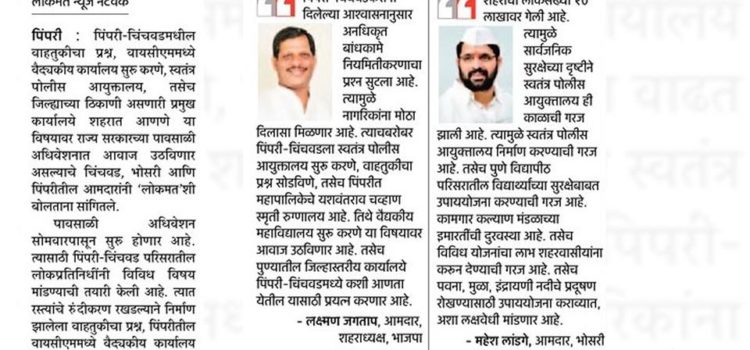 लोकमत न्यूज नेटवर्क
पिंपरी : पिंपरी-चिंचवडमधील
वाहतुकीचा प्रश्न, वायसीएममध्ये
वैद्यकीय कार्यालय सुरु करणे, स्वतंत्र
पोलीस आयुक्तालय, तसेच
जिल्ह्याच्या ठिकाणी असणारी प्रमुख
कार्यालये शहरात आणणे या
विषयावर राज्य सरकारच्या पावसाळी
अधिवेशनात आवाज उठविणार
असल्याचे चिंचवड, भोसरी आणि
पिंपरीतील आमदारांनी 'लोकमत'शी
बोलताना सांगितले.
पावसाळी अधिवेशन
सोमवारपासून सुरु होणार आहे.
त्यासाठी पिंपरी-चिंचवड परिसरातील
लोकप्रतिनिधींनी विविध विषय
मांडण्याची तयारी केली आहे. त्यात
रस्त्यांचे रुंदीकरण रखडल्याने निर्माण
झालेला वाहतुकीचा प्रश्न, पिंपरीतील
वायसीएममध्ये वैद्यकीय कार्यालय
दिलेल्या आश्वासनानुसार
अनधिकृत
बांधकामे
नियमितीकरणाचा
प्रश्न सुटला आहे.
त्यामुळे
नागरिकांना मोठा
दिलासा मिळणार आहे. त्याचबरोबर
पिंपरी-चिंचवडला स्वतंत्र पोलीस
आयुक्तालय सुरु करणे, वाहतुकीचा
प्रश्न सोडविणे, तसेच पिंपरीत
महापालिकेचे यशवंतराव चव्हाण
स्मृती रुग्णालय आहे. तिथे वैद्यकीय
महाविद्यालय सुरु करणे या विषयावर
आवाज उठविणार आहे. तसेच
पुण्यातील जिल्हास्तरीय कार्यालये
पिंपरी-चिंचवडमध्ये कशी आणता
येतील यासाठी प्रयत्न करणार आहे.
- लक्ष्मण जगताप, आमदार,
शहराध्यक्ष, भाजपा
शहराची लोकसंख्या २०
लाखावर गेली आहे.
त्यामुळे
सार्वजनिक
सुरक्षेच्या दृष्टीने
स्वतंत्र पोलीस
आयुक्तालय ही
काळाची गरज
झाली आहे. त्यामुळे स्वतंत्र पोलीस
आयुक्तालय निर्माण करण्याची गरज
आहे. तसेच पुणे विद्यापीठ
परिसरातील विद्यार्थ्यांच्या सुरक्षेबाबत
उपाययोजना करण्याची गरज आहे.
कामगार कल्याण मंडळाच्या
इमारतींची दुरवस्था आहे. तसेच
विविध योजनांचा लाभ शहरवासीयांना
करुन देण्याची गरज आहे. तसेच
पवना, मुळा, इंद्रायणी नदीचे प्रदूषण
रोखण्यासाठी उपाययोजना कराव्यात,
अशा लक्षवेधी मांडणार आहे.
- महेश लांडगे, आमदार, भोसरी